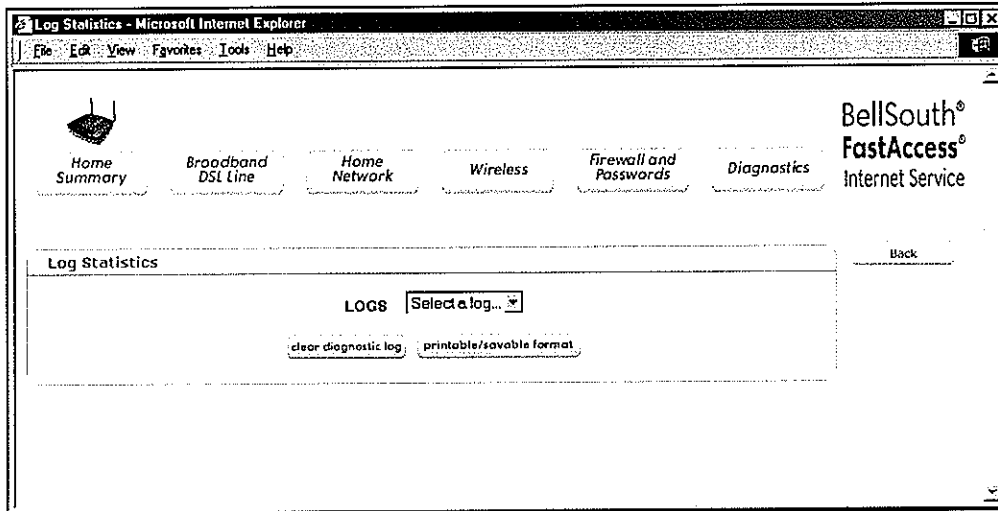 Log Statistics - Microsoft Internet Explorer
File Edit View Favorites Tools Help
BellSouth®
FastAccess®
Internet Service
Home Summary
Broadband DSL Line
Home Network
Wireless
Firewall and Passwords
Diagnostics
Log Statistics
Back
LOGS Select a log...
clear diagnostic log printable/savable format